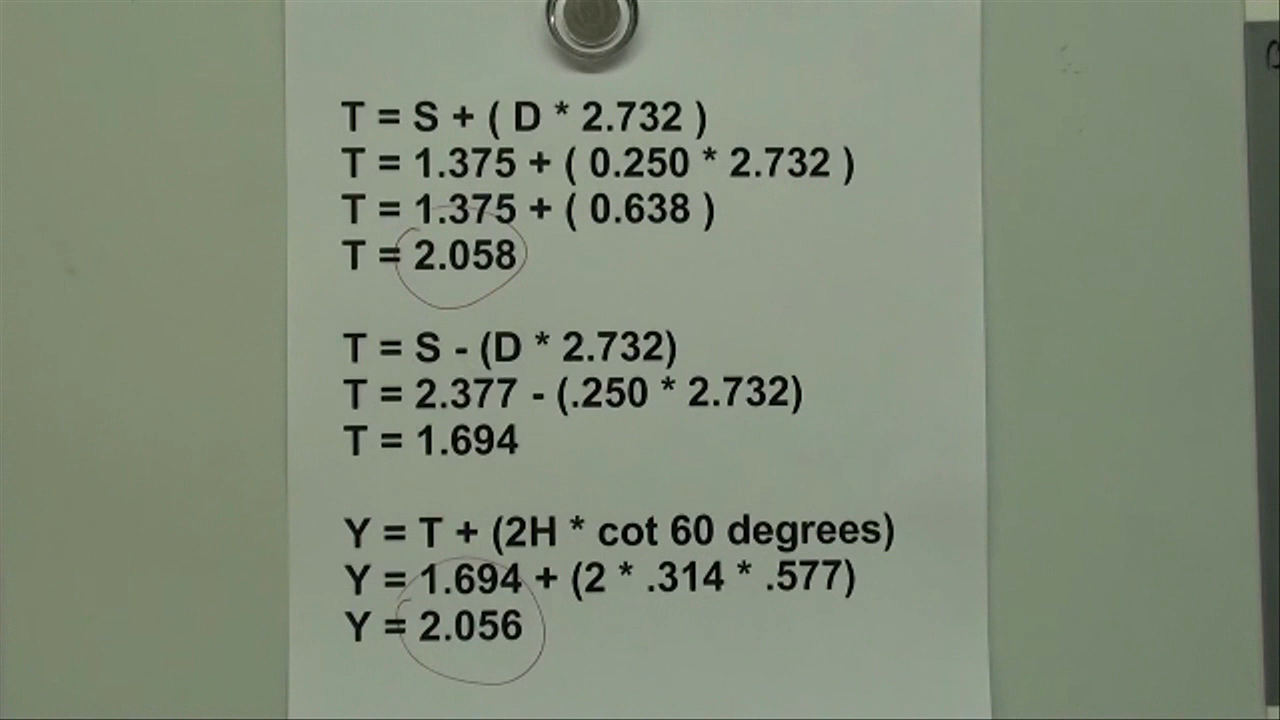 T = S + ( D * 2.732 )
T = 1.375 + ( 0.250 * 2.732 )
T = 1.375 + ( 0.638 )
T = 2.058
T = S - (D * 2.732)
T = 2.377 - (.250 * 2.732)
T = 1.694
Y = T + (2H * cot 60 degrees)
Y = 1.694 + (2 * .314 * .577)
Y = 2.056